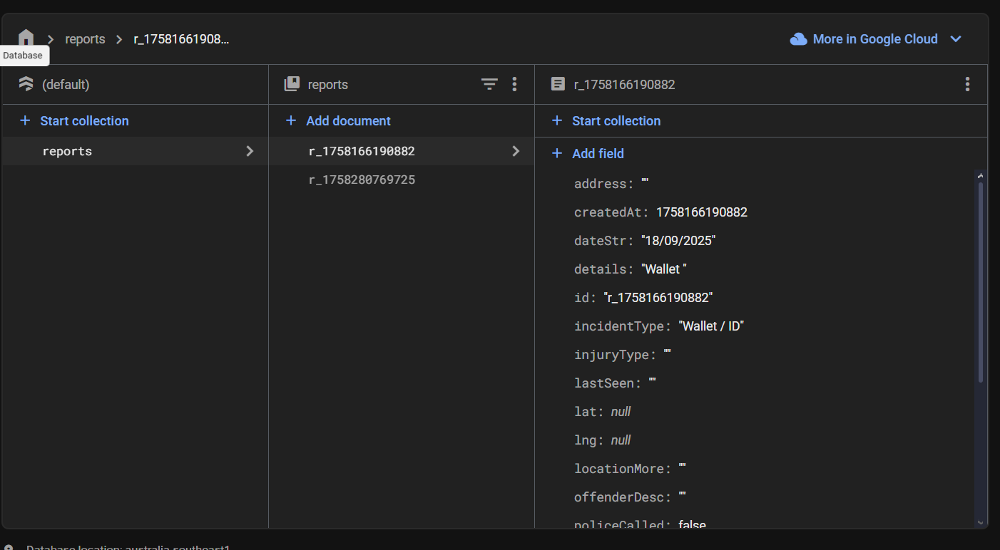 reports
r_17581661908…
More in Google Cloud
Database
(default)
reports
r_1758166190882
Start collection
Add document
Start collection
reports
r_1758166190882
r_1758280769725
Add field
address: ""
createdAt: 1758166190882
dateStr: "18/09/2025"
details: "Wallet "
id: "r_1758166190882"
incidentType: "Wallet / ID"
injuryType: ""
lastSeen: ""
lat: null
lng: null
locationMore: ""
offenderDesc: ""
policeCalled: false
Database location: australia-southeast1